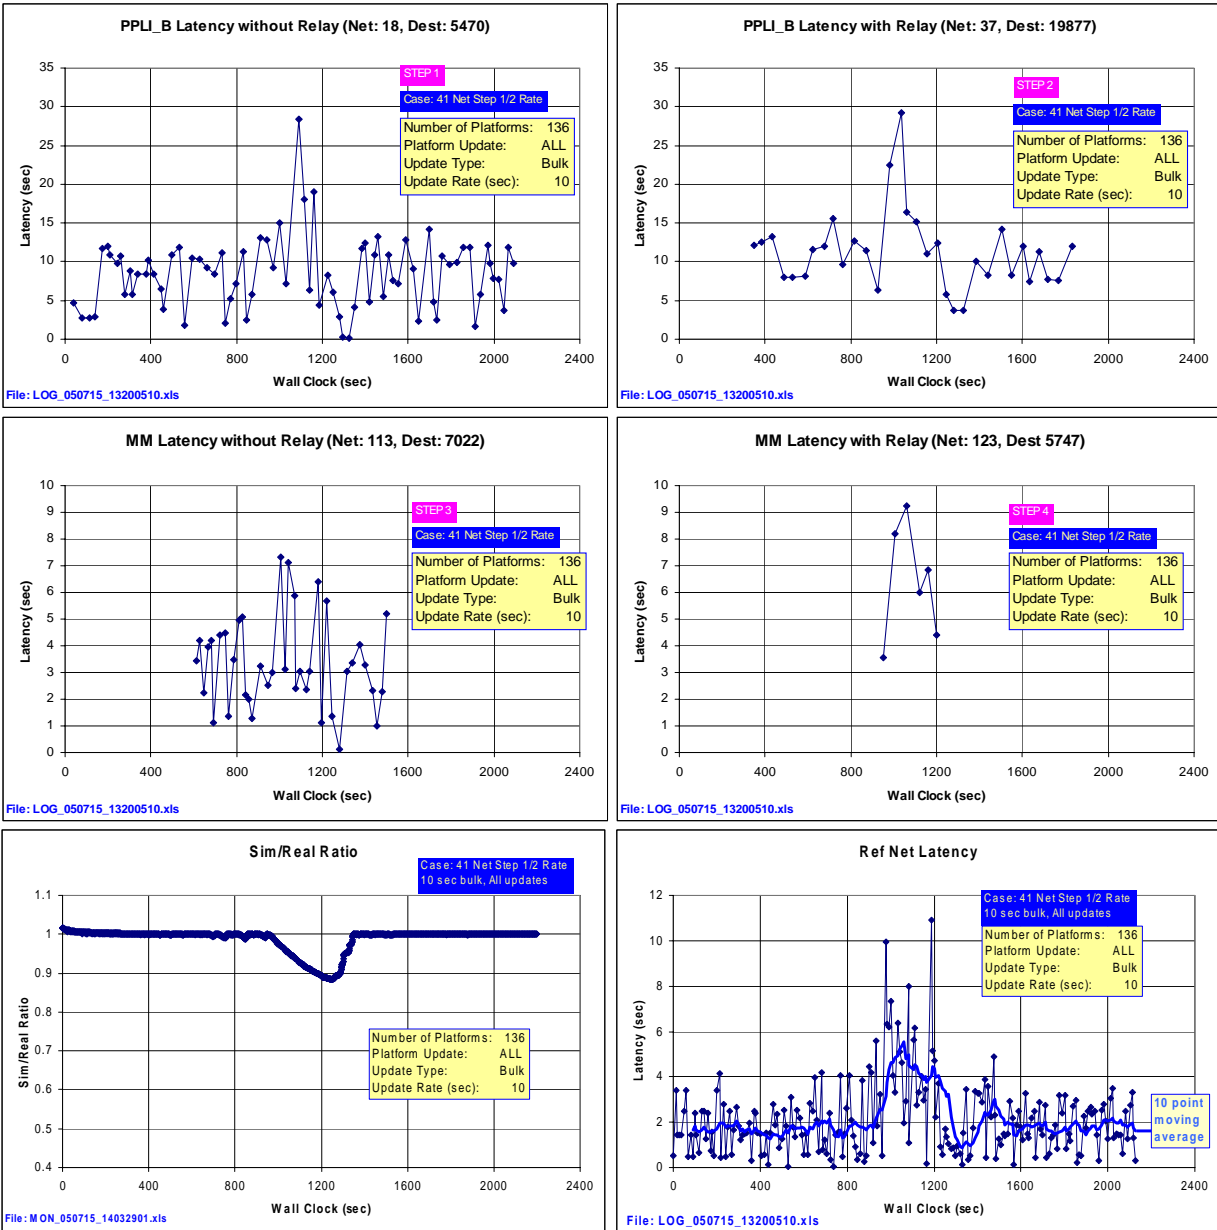 PPLI_B Latency without Relay (Net: 18, Dest: 5470)
35
30
25
20
15
10
5
0
Latency (sec)
STEP 1
Case: 41 Net Step 1/2 Rate
Number of Platforms: 136
Platform Update: ALL
Update Type: Bulk
Update Rate (sec): 10
0 400 800 1200 1600 2000 2400
Wall Clock (sec)
File: LOG_050715_13200510.xls
PPLI_B Latency with Relay (Net: 37, Dest: 19877)
35
30
25
20
15
10
5
0
Latency (sec)
STEP 2
Case: 41 Net Step 1/2 Rate
Number of Platforms: 136
Platform Update: ALL
Update Type: Bulk
Update Rate (sec): 10
0 400 800 1200 1600 2000 2400
Wall Clock (sec)
File: LOG_050715_13200510.xls
MM Latency without Relay (Net: 113, Dest: 7022)
10
9
8
7
6
5
4
3
2
1
0
Latency (sec)
STEP 3
Case: 41 Net Step 1/2 Rate
Number of Platforms: 136
Platform Update: ALL
Update Type: Bulk
Update Rate (sec): 10
0 400 800 1200 1600 2000 2400
Wall Clock (sec)
File: LOG_050715_13200510.xls
MM Latency with Relay (Net: 123, Dest 5747)
10
9
8
7
6
5
4
3
2
1
0
Latency (sec)
STEP 4
Case: 41 Net Step 1/2 Rate
Number of Platforms: 136
Platform Update: ALL
Update Type: Bulk
Update Rate (sec): 10
0 400 800 1200 1600 2000 2400
Wall Clock (sec)
File: LOG_050715_13200510.xls
Sim/Real Ratio
Case: 41 Net Step 1/2 Rate
10 sec bulk, All updates
1.1
1
0.9
0.8
0.7
0.6
0.5
0.4
Sim/Real Ratio
Number of Platforms: 136
Platform Update: ALL
Update Type: Bulk
Update Rate (sec): 10
0 400 800 1200 1600 2000 2400
Wall Clock (sec)
File: MON_050715_14032901.xls
Ref Net Latency
12
10
8
6
4
2
0
Latency (sec)
Case: 41 Net Step 1/2 Rate
10 sec bulk, All updates
Number of Platforms: 136
Platform Update: ALL
Update Type: Bulk
Update Rate (sec): 10
10 point
moving
average
0 400 800 1200 1600 2000 2400
Wall Clock (sec)
File: LOG_050715_13200510.xls